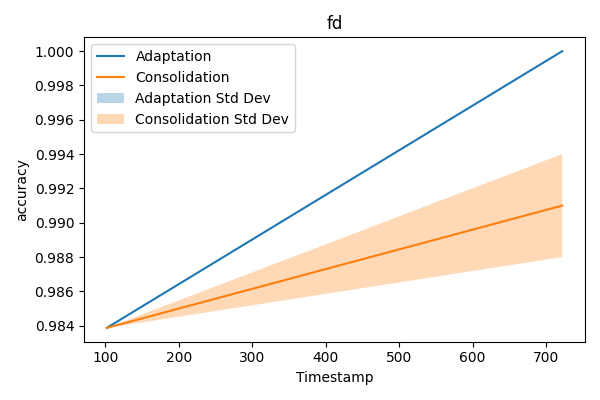 fd
Adaptation
Consolidation
Adaptation Std Dev
Consolidation Std Dev
accuracy
1.000
0.998
0.996
0.994
0.992
0.990
0.988
0.986
0.984
100 200 300 400 500 600 700
Timestamp